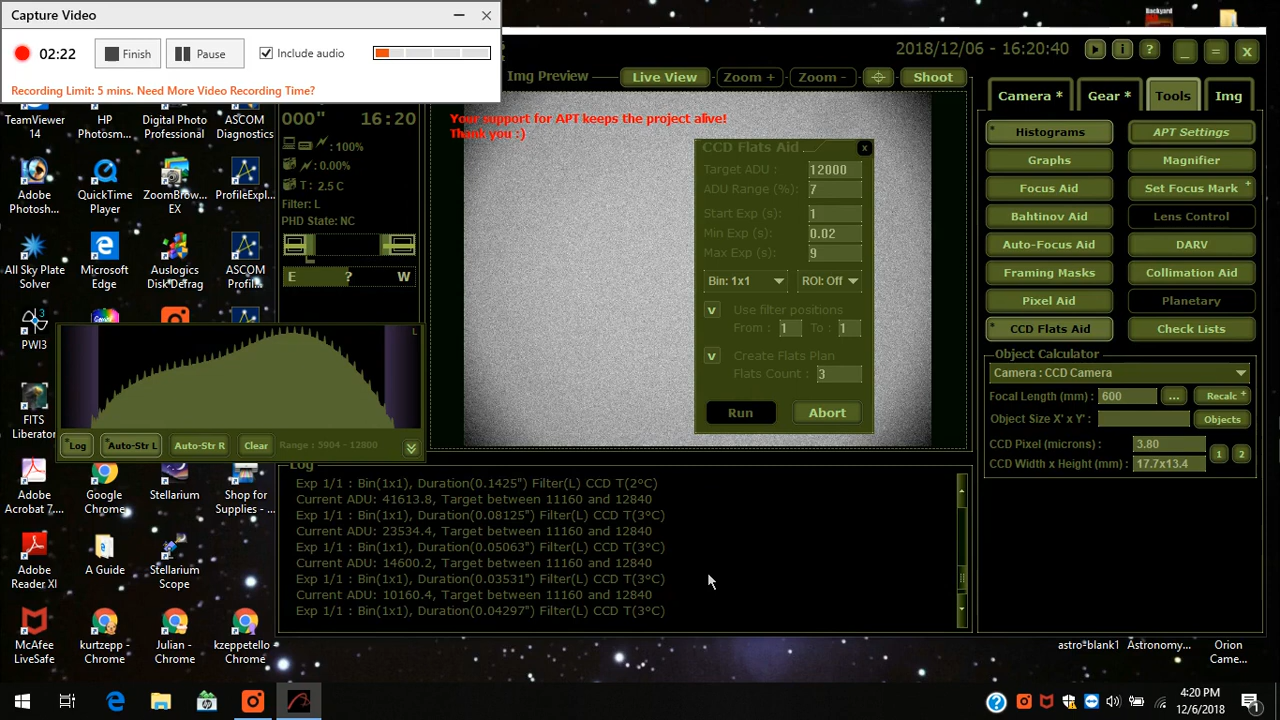 Capture Video
02:22
Finish
Pause
Include audio
Recording Limit: 5 mins. Need More Video Recording Time?
2018/12/06 - 16:20:40
Img Preview
Live View
Zoom +
Zoom -
Shoot
Camera *
Gear *
Tools
Img
Your support for APT keeps the project alive!
Thank you :)
000"
16:20
: 100%
: 0.00%
T : 2.5 C
Filter: L
PHD State: NC
E
?
W
CCD Flats Aid
Target ADU :
12000
ADU Range (%):
7
Start Exp (s):
1
Min Exp (s):
0.02
Max Exp (s):
9
Bin: 1x1
ROI: Off
v
Use filter positions
From :
1
To :
1
v
Create Flats Plan
Flats Count :
3
Run
Abort
Histograms
APT Settings
Graphs
Magnifier
Focus Aid
Set Focus Mark +
Bahtinov Aid
Lens Control
Auto-Focus Aid
DARV
Framing Masks
Collimation Aid
Pixel Aid
Planetary
CCD Flats Aid
Check Lists
Object Calculator
Camera : CCD Camera
Focal Length (mm) :
600
...
Recalc +
Object Size X' x Y' :
Objects
CCD Pixel (microns) :
3.80
CCD Width x Height (mm) :
17.7x13.4
1
2
L
Log
Auto-Str L
Auto-Str R
Clear
Range : 5904 - 12800
Log
Exp 1/1 : Bin(1x1), Duration(0.1425") Filter(L) CCD T(2°C)
Current ADU: 41613.8, Target between 11160 and 12840
Exp 1/1 : Bin(1x1), Duration(0.08125") Filter(L) CCD T(3°C)
Current ADU: 23534.4, Target between 11160 and 12840
Exp 1/1 : Bin(1x1), Duration(0.05063") Filter(L) CCD T(3°C)
Current ADU: 14600.2, Target between 11160 and 12840
Exp 1/1 : Bin(1x1), Duration(0.03531") Filter(L) CCD T(3°C)
Current ADU: 10160.4, Target between 11160 and 12840
Exp 1/1 : Bin(1x1), Duration(0.04297") Filter(L) CCD T(3°C)
TeamViewer
14
HP
Photosm...
Digital Photo
Professional
ASCOM
Diagnostics
Adobe
Photosh...
QuickTime
Player
ZoomBrow...
EX
ProfileExpl...
All Sky Plate
Solver
Microsoft
Edge
Auslogics
Disk Defrag
ASCOM
Profil...
3
PWI3
FITS
Liberator
Adobe
Acrobat 7...
Google
Chrome
Stellarium
Shop for
Supplies - ...
Adobe
Reader XI
A Guide
Stellarium
Scope
McAfee
LiveSafe
kurtzepp -
Chrome
Julian -
Chrome
kzeppetello
- Chrome
astro*blank1
Astronomy...
Orion
Came...
4:20 PM
12/6/2018
1